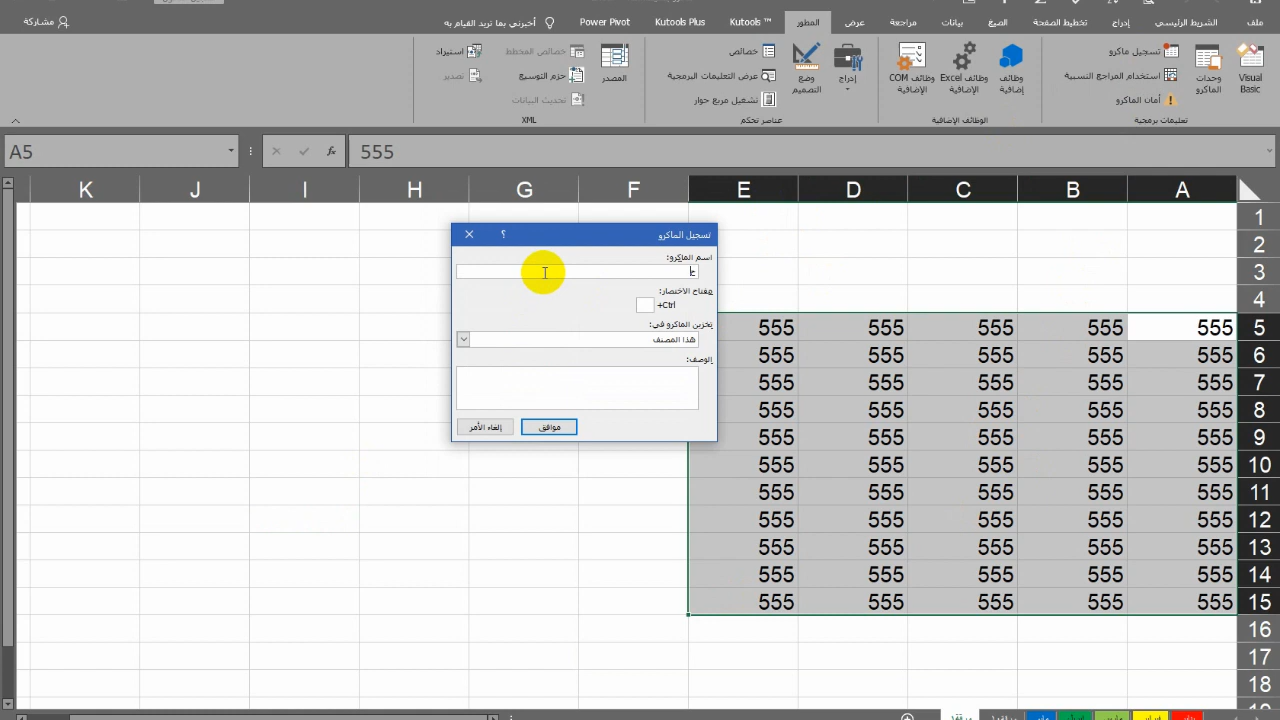 ملف
الشريط الرئيسي
إدراج
تخطيط الصفحة
الصيغ
بيانات
مراجعة
عرض
المطور
Kutools ™
Kutools Plus
Power Pivot
أخبرني بما تريد القيام به
مشاركة
Visual
Basic
وحدات
الماكرو
تسجيل ماكرو
استخدام المراجع النسبية
أمان الماكرو
تعليمات برمجية
وظائف
إضافية
وظائف Excel
الإضافية
وظائف COM
الإضافية
الوظائف الإضافية
إدراج
وضع
التصميم
خصائص
عرض التعليمات البرمجية
تشغيل مربع حوار
عناصر تحكم
المصدر
خصائص المخطط
حزم التوسيع
تحديث البيانات
استيراد
تصدير
XML
A5
fx
555
A B C D E F G H I J K
1
2
3
4
5 555 555 555 555 555
6 555 555 555 555 555
7 555 555 555 555 555
8 555 555 555 555 555
9 555 555 555 555 555
10 555 555 555 555 555
11 555 555 555 555 555
12 555 555 555 555 555
13 555 555 555 555 555
14 555 555 555 555 555
15 555 555 555 555 555
16
17
18
تسجيل الماكرو
؟
اسم الماكرو:
مفتاح الاختصار:
Ctrl+
تخزين الماكرو في:
هذا المصنف
الوصف:
موافق
إلغاء الأمر